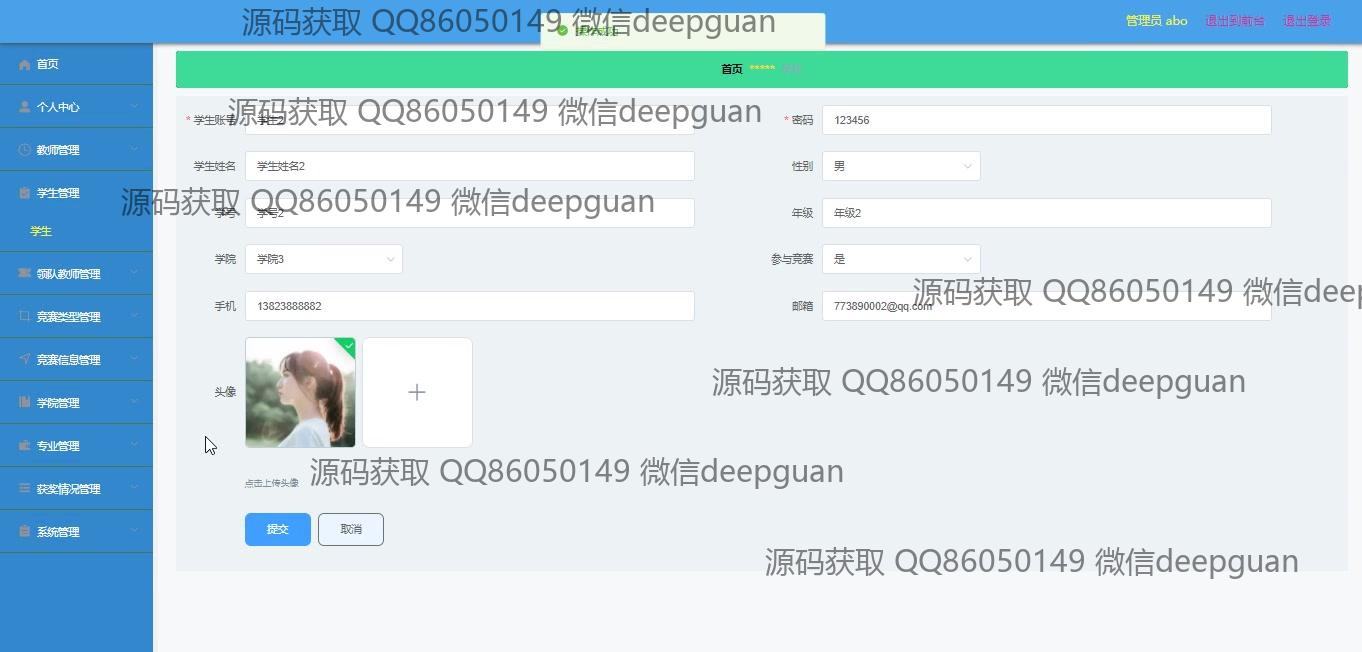 源码获取 QQ86050149 微信deepguan
操作成功
管理员 abo 退出到前台 退出登录
首页
个人中心
教师管理
学生管理
学生
领队教师管理
竞赛类型管理
竞赛信息管理
学院管理
专业管理
获奖情况管理
系统管理
首页 ***** 学生
源码获取 QQ86050149 微信deepguan
* 学生账号 学生2
* 密码 123456
学生姓名 学生姓名2
性别 男
源码获取 QQ86050149 微信deepguan
学号 学号2
年级 年级2
学院 学院3
参与竞赛 是
源码获取 QQ86050149 微信deep
手机 13823888882
邮箱 773890002@qq.com
源码获取 QQ86050149 微信deepguan
头像
源码获取 QQ86050149 微信deepguan
点击上传头像
提交 取消
源码获取 QQ86050149 微信deepguan